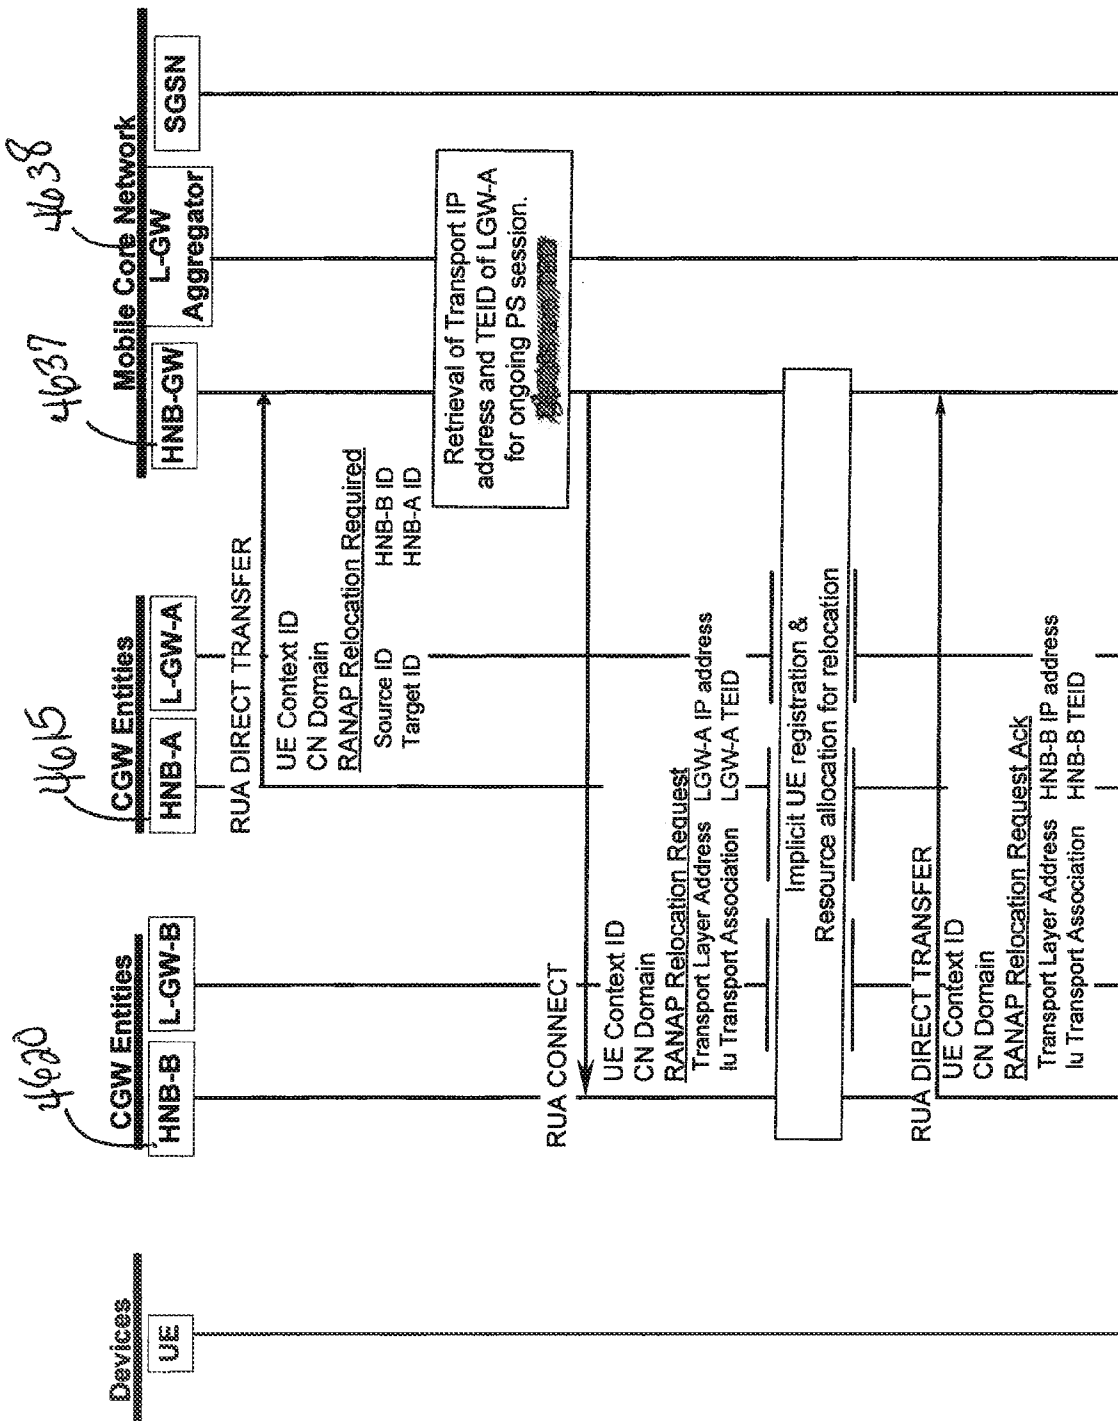 Devices
UE
4620
CGW Entities
HNB-B
L-GW-B
4615
CGW Entities
HNB-A
L-GW-A
4637
4638
Mobile Core Network
HNB-GW
L-GW
Aggregator
SGSN
RUA DIRECT TRANSFER
UE Context ID
CN Domain
RANAP Relocation Required
Source ID HNB-B ID
Target ID HNB-A ID
Retrieval of Transport IP
address and TEID of LGW-A
for ongoing PS session.
RUA CONNECT
UE Context ID
CN Domain
RANAP Relocation Request
Transport Layer Address LGW-A IP address
Iu Transport Association LGW-A TEID
Implicit UE registration &
Resource allocation for relocation
RUA DIRECT TRANSFER
UE Context ID
CN Domain
RANAP Relocation Request Ack
Transport Layer Address HNB-B IP address
Iu Transport Association HNB-B TEID